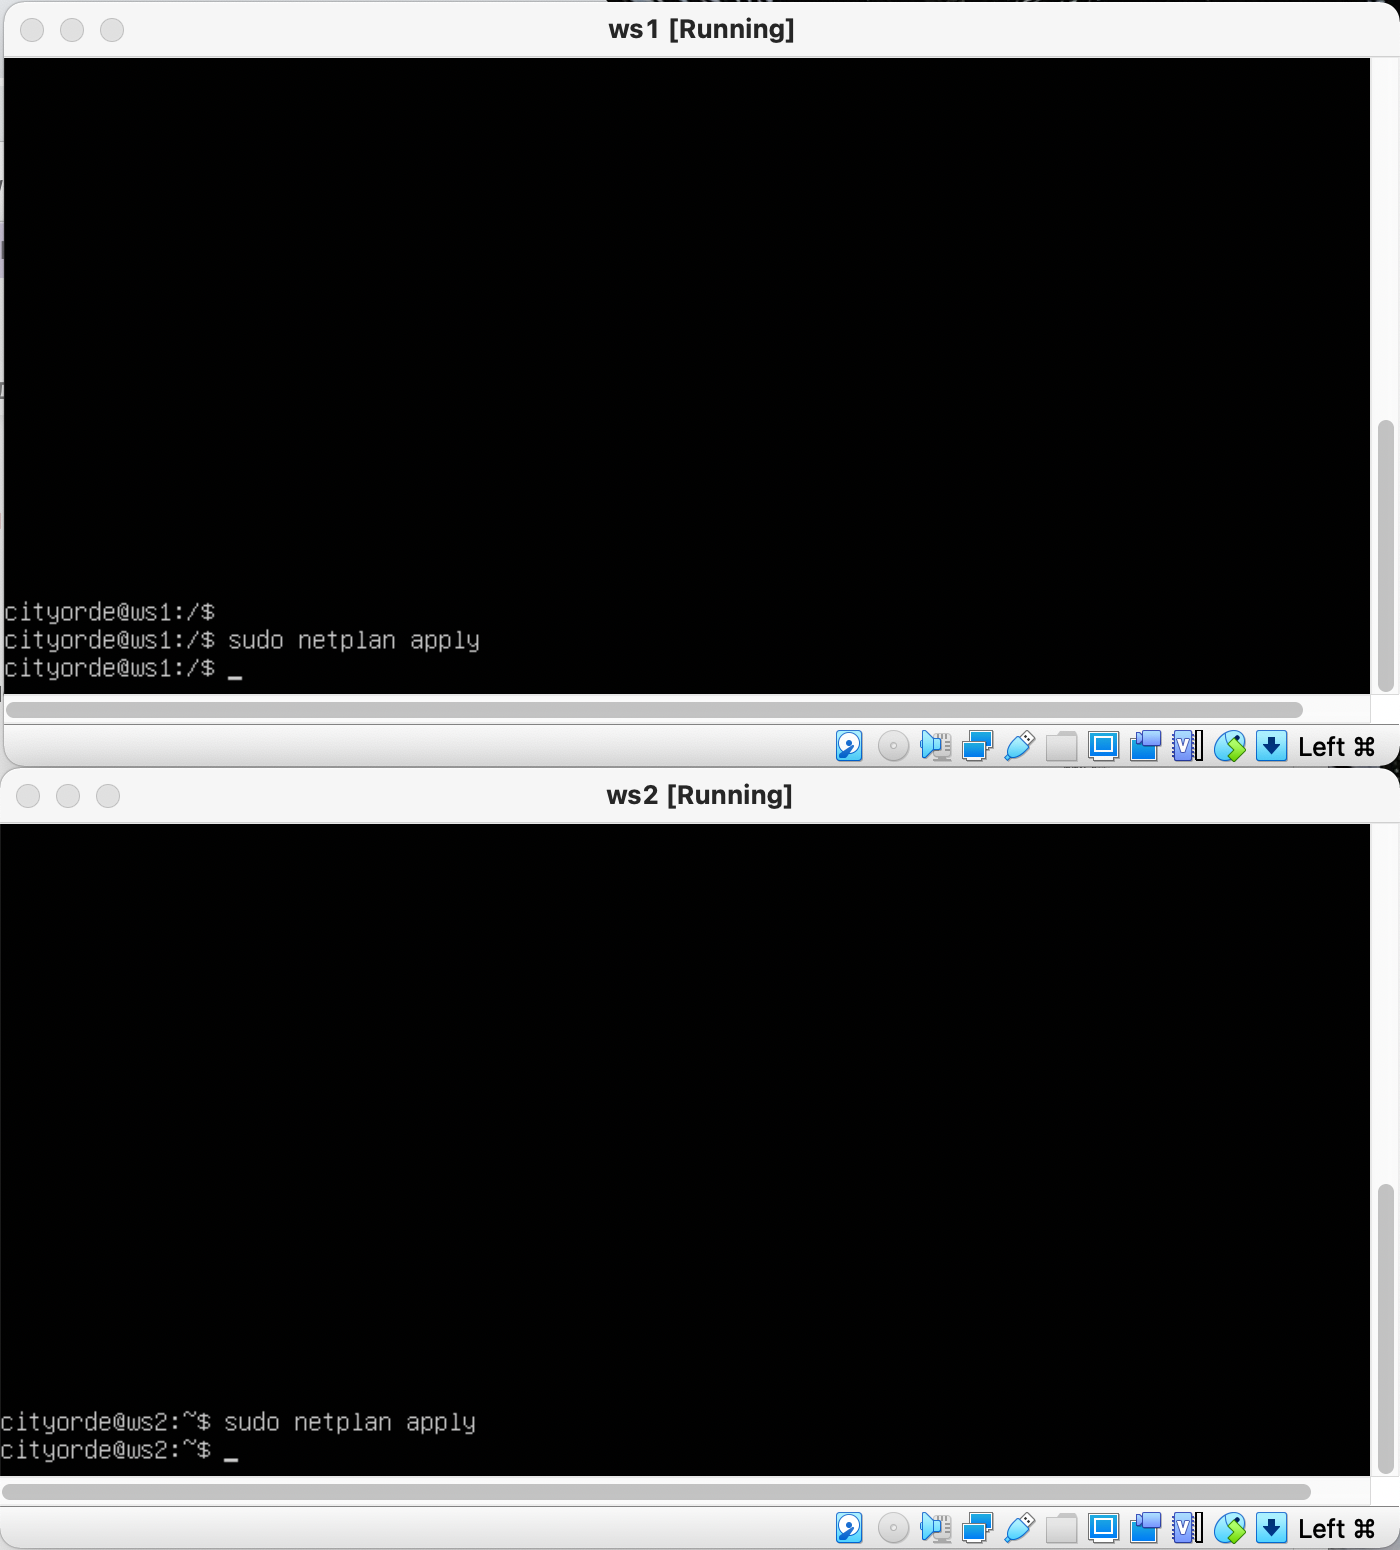 ws1 [Running]
cityorde@ws1:/$
cityorde@ws1:/$ sudo netplan apply
cityorde@ws1:/$ _
Left ⌘
ws2 [Running]
cityorde@ws2:~$ sudo netplan apply
cityorde@ws2:~$ _
Left ⌘